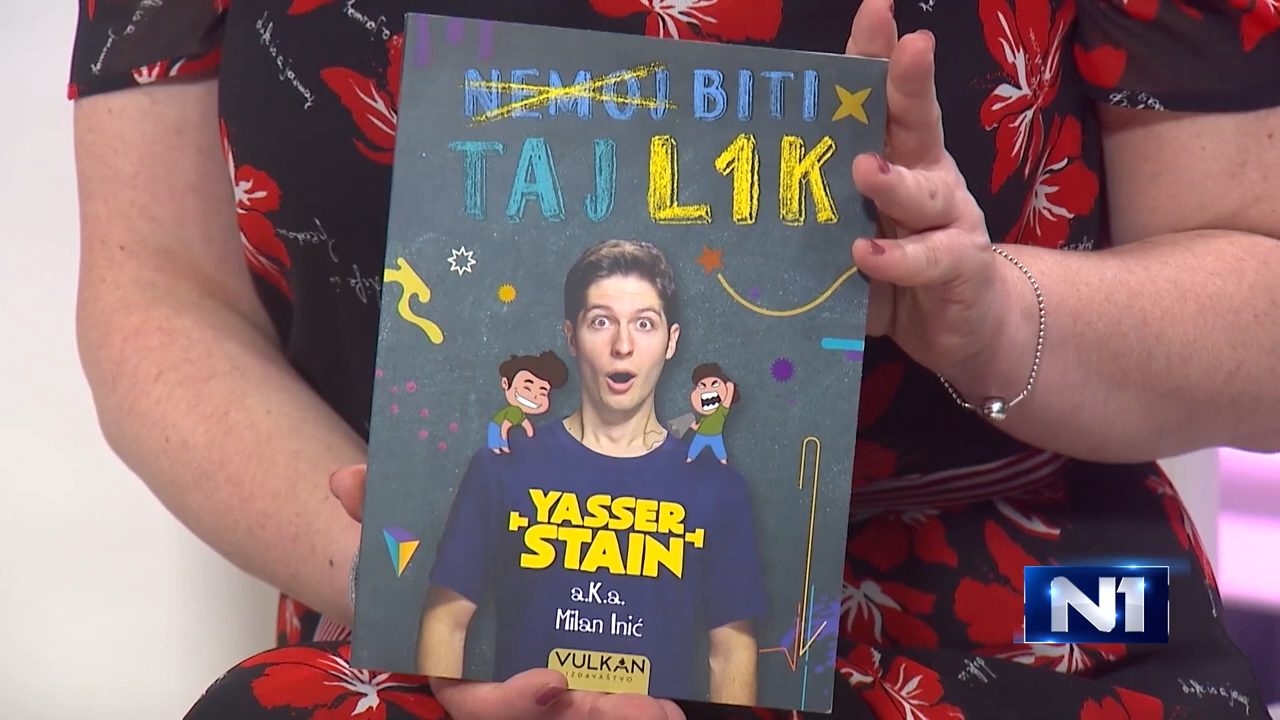 NEMOJ BITI
TAJ L1K
YASSER
STAIN
a.K.a.
Milan Inić
VULKAN
IZDAVAŠTVO
N1